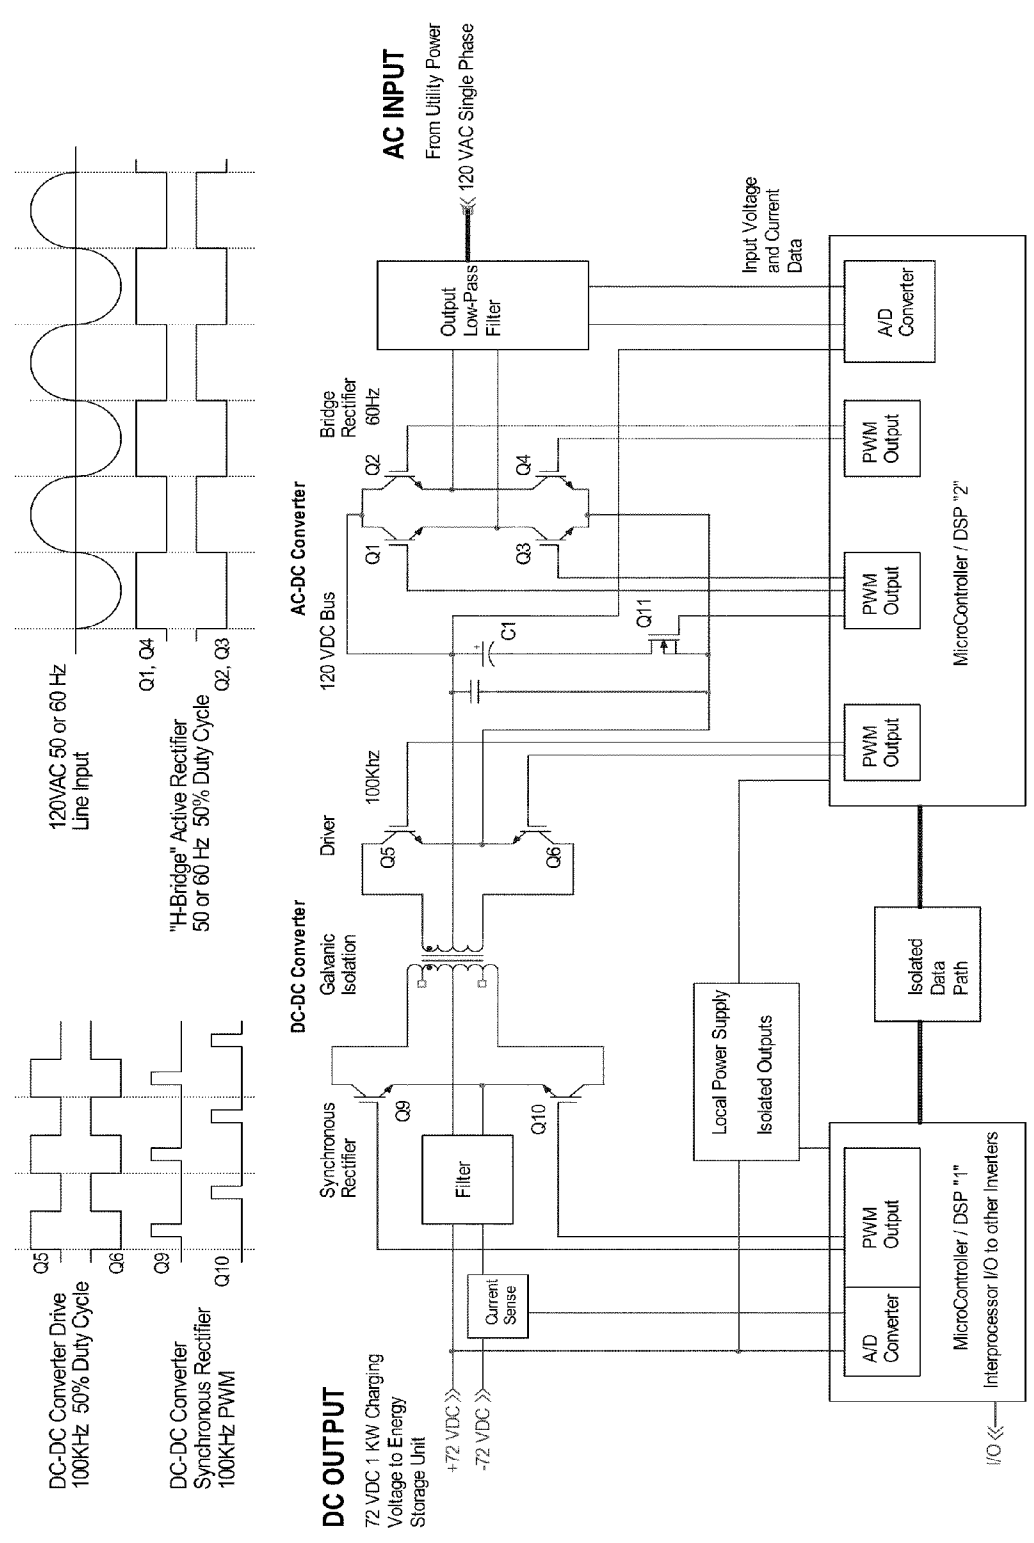 120VAC 50 or 60 Hz
Line Input
Q1, Q4
"H-Bridge" Active Rectifier
50 or 60 Hz 50% Duty Cycle
Q2, Q3
DC-DC Converter Drive
100KHz 50% Duty Cycle
Q5
Q6
DC-DC Converter
Synchronous Rectifier
100KHz PWM
Q9
Q10
DC OUTPUT
72 VDC 1 KW Charging
Voltage to Energy
Storage Unit
+72 VDC
-72 VDC
Current
Sense
Filter
Synchronous
Rectifier
Q9
Q10
DC-DC Converter
Galvanic
Isolation
Driver
100Khz
Q5
Q6
120 VDC Bus
C1
+
Q11
AC-DC Converter
Bridge
Rectifier
60Hz
Q1
Q2
Q3
Q4
Output
Low-Pass
Filter
AC INPUT
From Utility Power
120 VAC Single Phase
Input Voltage
and Current
Data
Local Power Supply
Isolated Outputs
Isolated
Data
Path
A/D
Converter
PWM
Output
MicroController / DSP "1"
Interprocessor I/O to other Inverters
I/O
PWM
Output
PWM
Output
PWM
Output
A/D
Converter
MicroController / DSP "2"